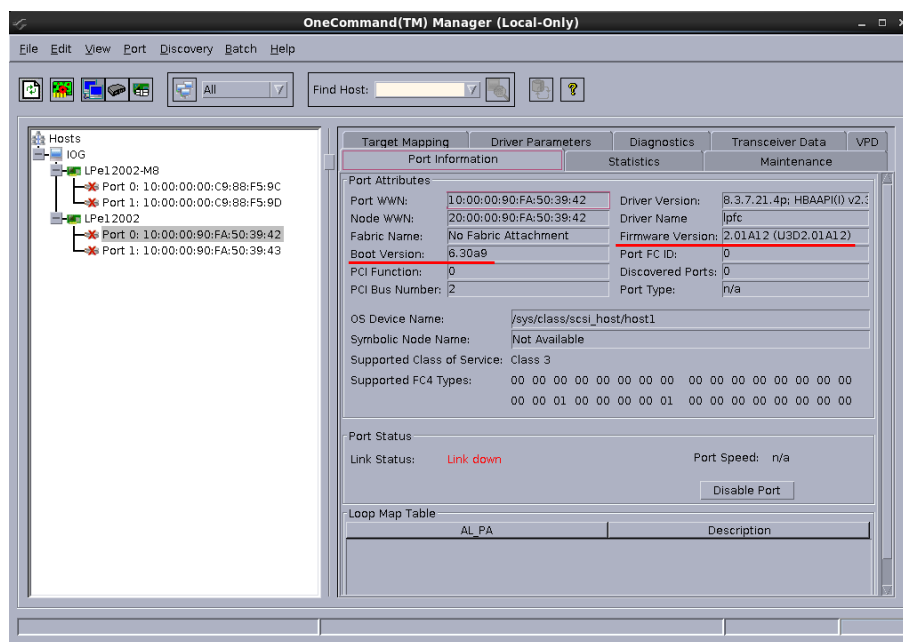 OneCommand(TM) Manager (Local-Only)
File Edit View Port Discovery Batch Help
All Find Host:
Hosts
IOG
LPe12002-M8
Port 0: 10:00:00:00:C9:88:F5:9C
Port 1: 10:00:00:00:C9:88:F5:9D
LPe12002
Port 0: 10:00:00:90:FA:50:39:42
Port 1: 10:00:00:90:FA:50:39:43
Target Mapping Driver Parameters Diagnostics Transceiver Data VPD
Port Information Statistics Maintenance
Port Attributes
Port WWN: 10:00:00:90:FA:50:39:42 Driver Version: 8.3.7.21.4p; HBAAPI(I) v2.3
Node WWN: 20:00:00:90:FA:50:39:42 Driver Name lpfc
Fabric Name: No Fabric Attachment Firmware Version: 2.01A12 (U3D2.01A12)
Boot Version: 6.30a9 Port FC ID: 0
PCI Function: 0 Discovered Ports: 0
PCI Bus Number: 2 Port Type: n/a
OS Device Name: /sys/class/scsi_host/host1
Symbolic Node Name: Not Available
Supported Class of Service: Class 3
Supported FC4 Types: 00 00 00 00 00 00 00 00 00 00 00 00 00 00 00 00
00 00 01 00 00 00 00 01 00 00 00 00 00 00 00 00
Port Status
Link Status: Link down Port Speed: n/a
Disable Port
Loop Map Table
AL_PA Description